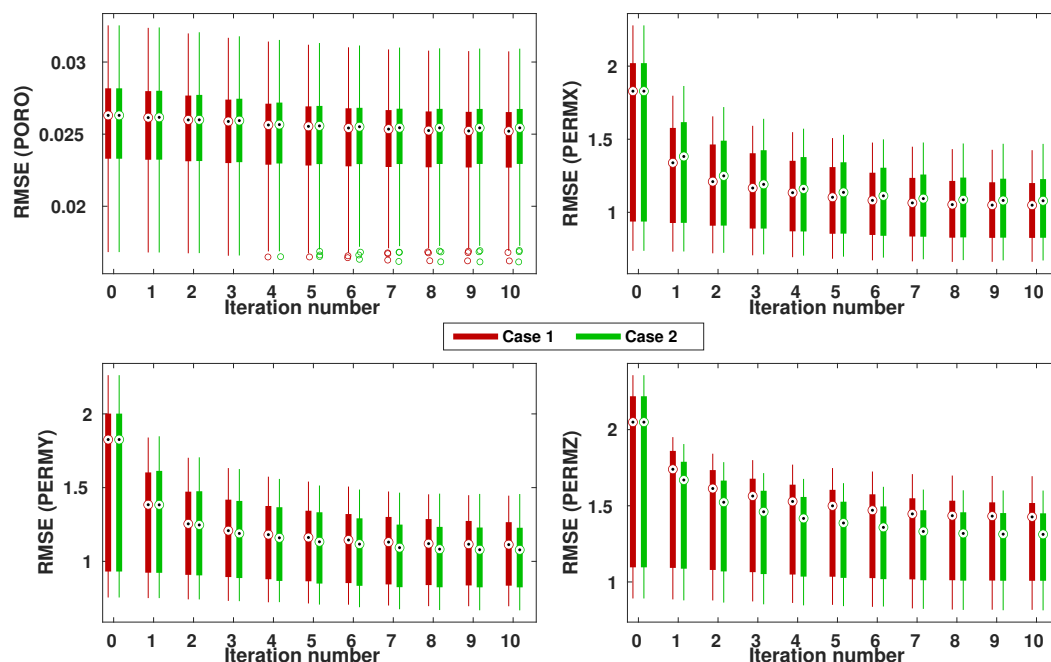 RMSE (PORO)
0.03
0.025
0.02
0 1 2 3 4 5 6 7 8 9 10
Iteration number
RMSE (PERMX)
2
1.5
1
0 1 2 3 4 5 6 7 8 9 10
Iteration number
Case 1 Case 2
RMSE (PERMY)
2
1.5
1
0 1 2 3 4 5 6 7 8 9 10
Iteration number
RMSE (PERMZ)
2
1.5
1
0 1 2 3 4 5 6 7 8 9 10
Iteration number